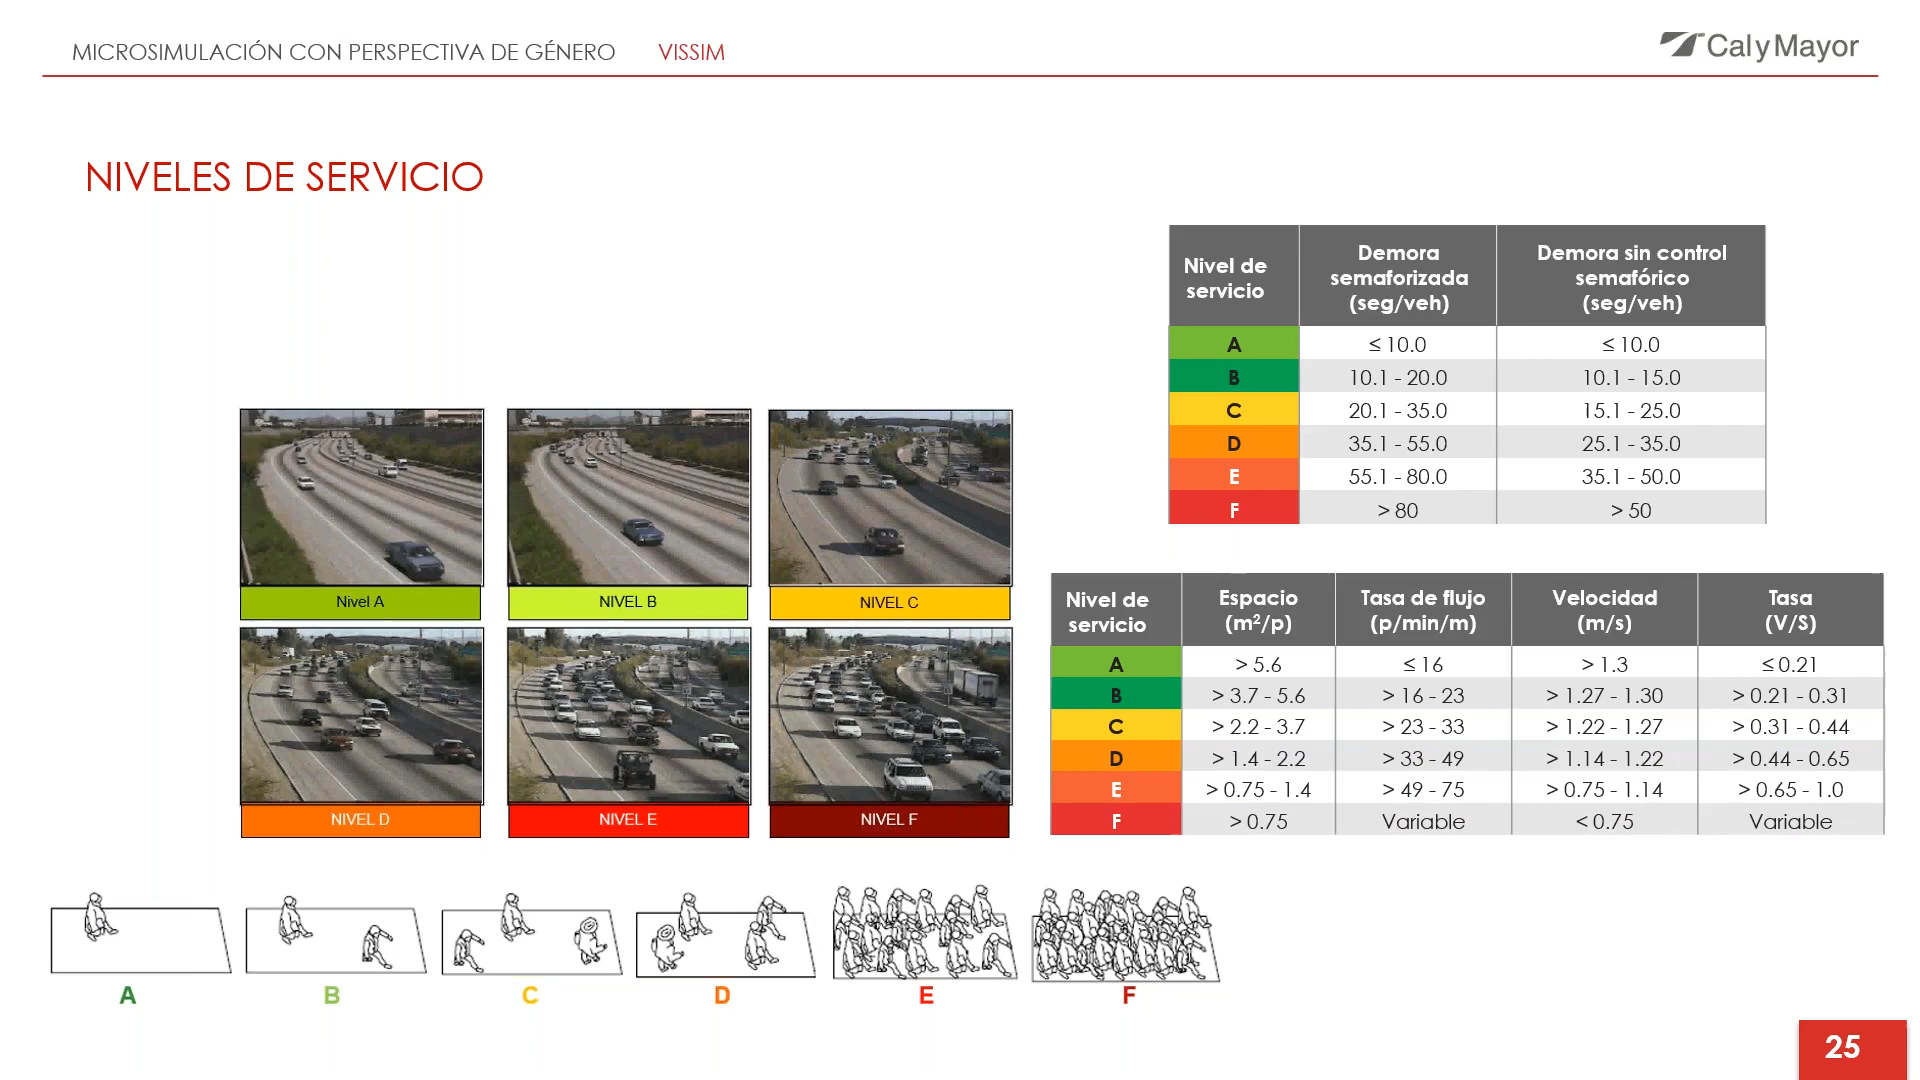 MICROSIMULACIÓN CON PERSPECTIVA DE GÉNERO VISSIM
CalyMayor
NIVELES DE SERVICIO
Nivel de servicio | Demora semaforizada (seg/veh) | Demora sin control semafórico (seg/veh)
A | ≤ 10.0 | ≤ 10.0
B | 10.1 - 20.0 | 10.1 - 15.0
C | 20.1 - 35.0 | 15.1 - 25.0
D | 35.1 - 55.0 | 25.1 - 35.0
E | 55.1 - 80.0 | 35.1 - 50.0
F | > 80 | > 50
Nivel A
NIVEL B
NIVEL C
NIVEL D
NIVEL E
NIVEL F
Nivel de servicio | Espacio (m²/p) | Tasa de flujo (p/min/m) | Velocidad (m/s) | Tasa (V/S)
A | > 5.6 | ≤ 16 | > 1.3 | ≤ 0.21
B | > 3.7 - 5.6 | > 16 - 23 | > 1.27 - 1.30 | > 0.21 - 0.31
C | > 2.2 - 3.7 | > 23 - 33 | > 1.22 - 1.27 | > 0.31 - 0.44
D | > 1.4 - 2.2 | > 33 - 49 | > 1.14 - 1.22 | > 0.44 - 0.65
E | > 0.75 - 1.4 | > 49 - 75 | > 0.75 - 1.14 | > 0.65 - 1.0
F | > 0.75 | Variable | < 0.75 | Variable
A B C D E F
25